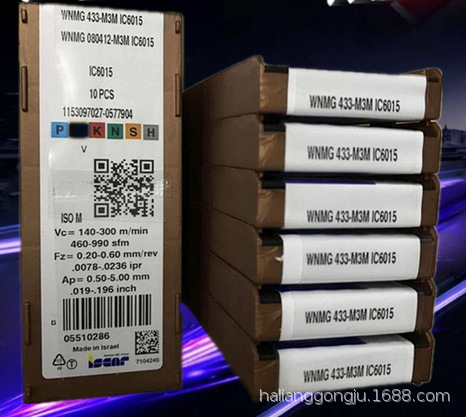 WNMG 433-M3M IC6015
WNMG 080412-M3M IC6015
IC6015
10 PCS
1153097027-0577904
P K N S H
V
ISO M
Vc= 140-300 m/min
460-990 sfm
Fz= 0.20-0.60 mm/rev
.0078-.0236 ipr
Ap= 0.50-5.00 mm
.019-.196 inch
B
05510286
Made in Israel
iscar
7104245
WNMG 433-M3M IC6015
WNMG 433-M3M IC6015
WNMG 433-M3M IC6015
WNMG 433-M3M IC6015
WNMG 433-M3M IC6015
WNMG 433-M3M IC6015
halianggongju.1688.com